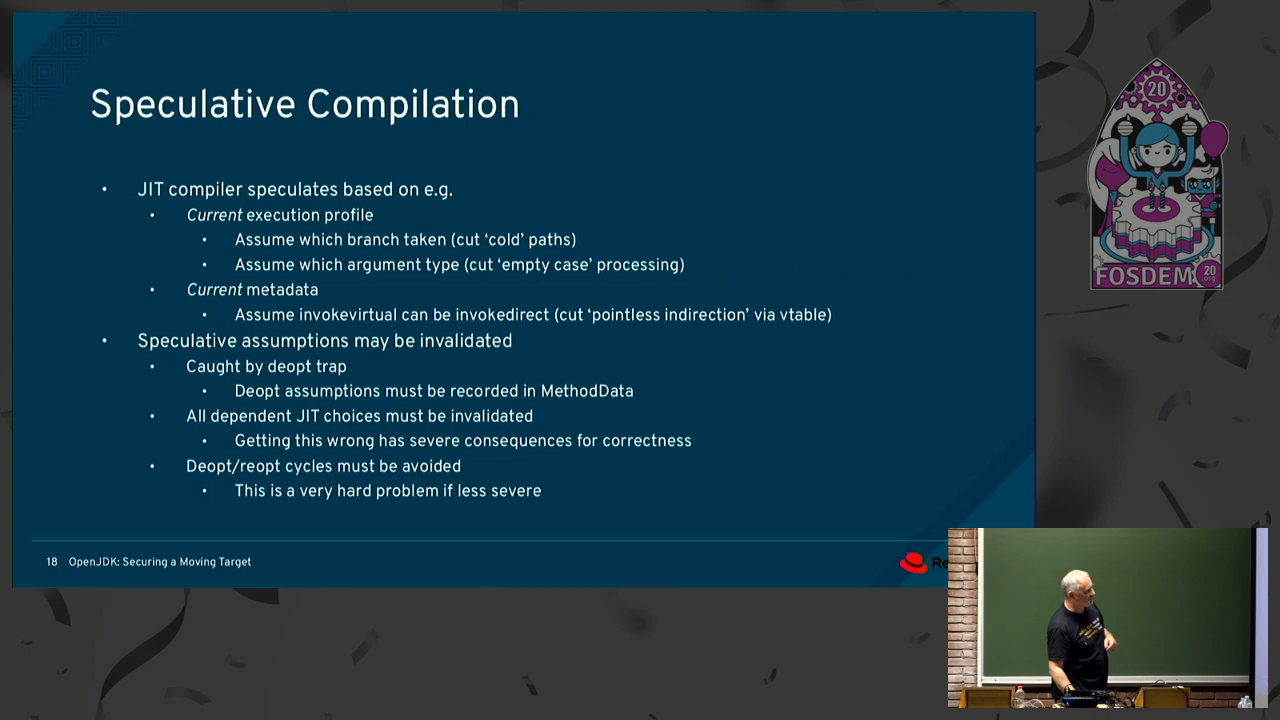 Speculative Compilation
• JIT compiler speculates based on e.g.
• Current execution profile
• Assume which branch taken (cut ‘cold’ paths)
• Assume which argument type (cut ‘empty case’ processing)
• Current metadata
• Assume invokevirtual can be invokedirect (cut ‘pointless indirection’ via vtable)
• Speculative assumptions may be invalidated
• Caught by deopt trap
• Deopt assumptions must be recorded in MethodData
• All dependent JIT choices must be invalidated
• Getting this wrong has severe consequences for correctness
• Deopt/reopt cycles must be avoided
• This is a very hard problem if less severe
18 OpenJDK: Securing a Moving Target
20
FOSDEM
20
.org